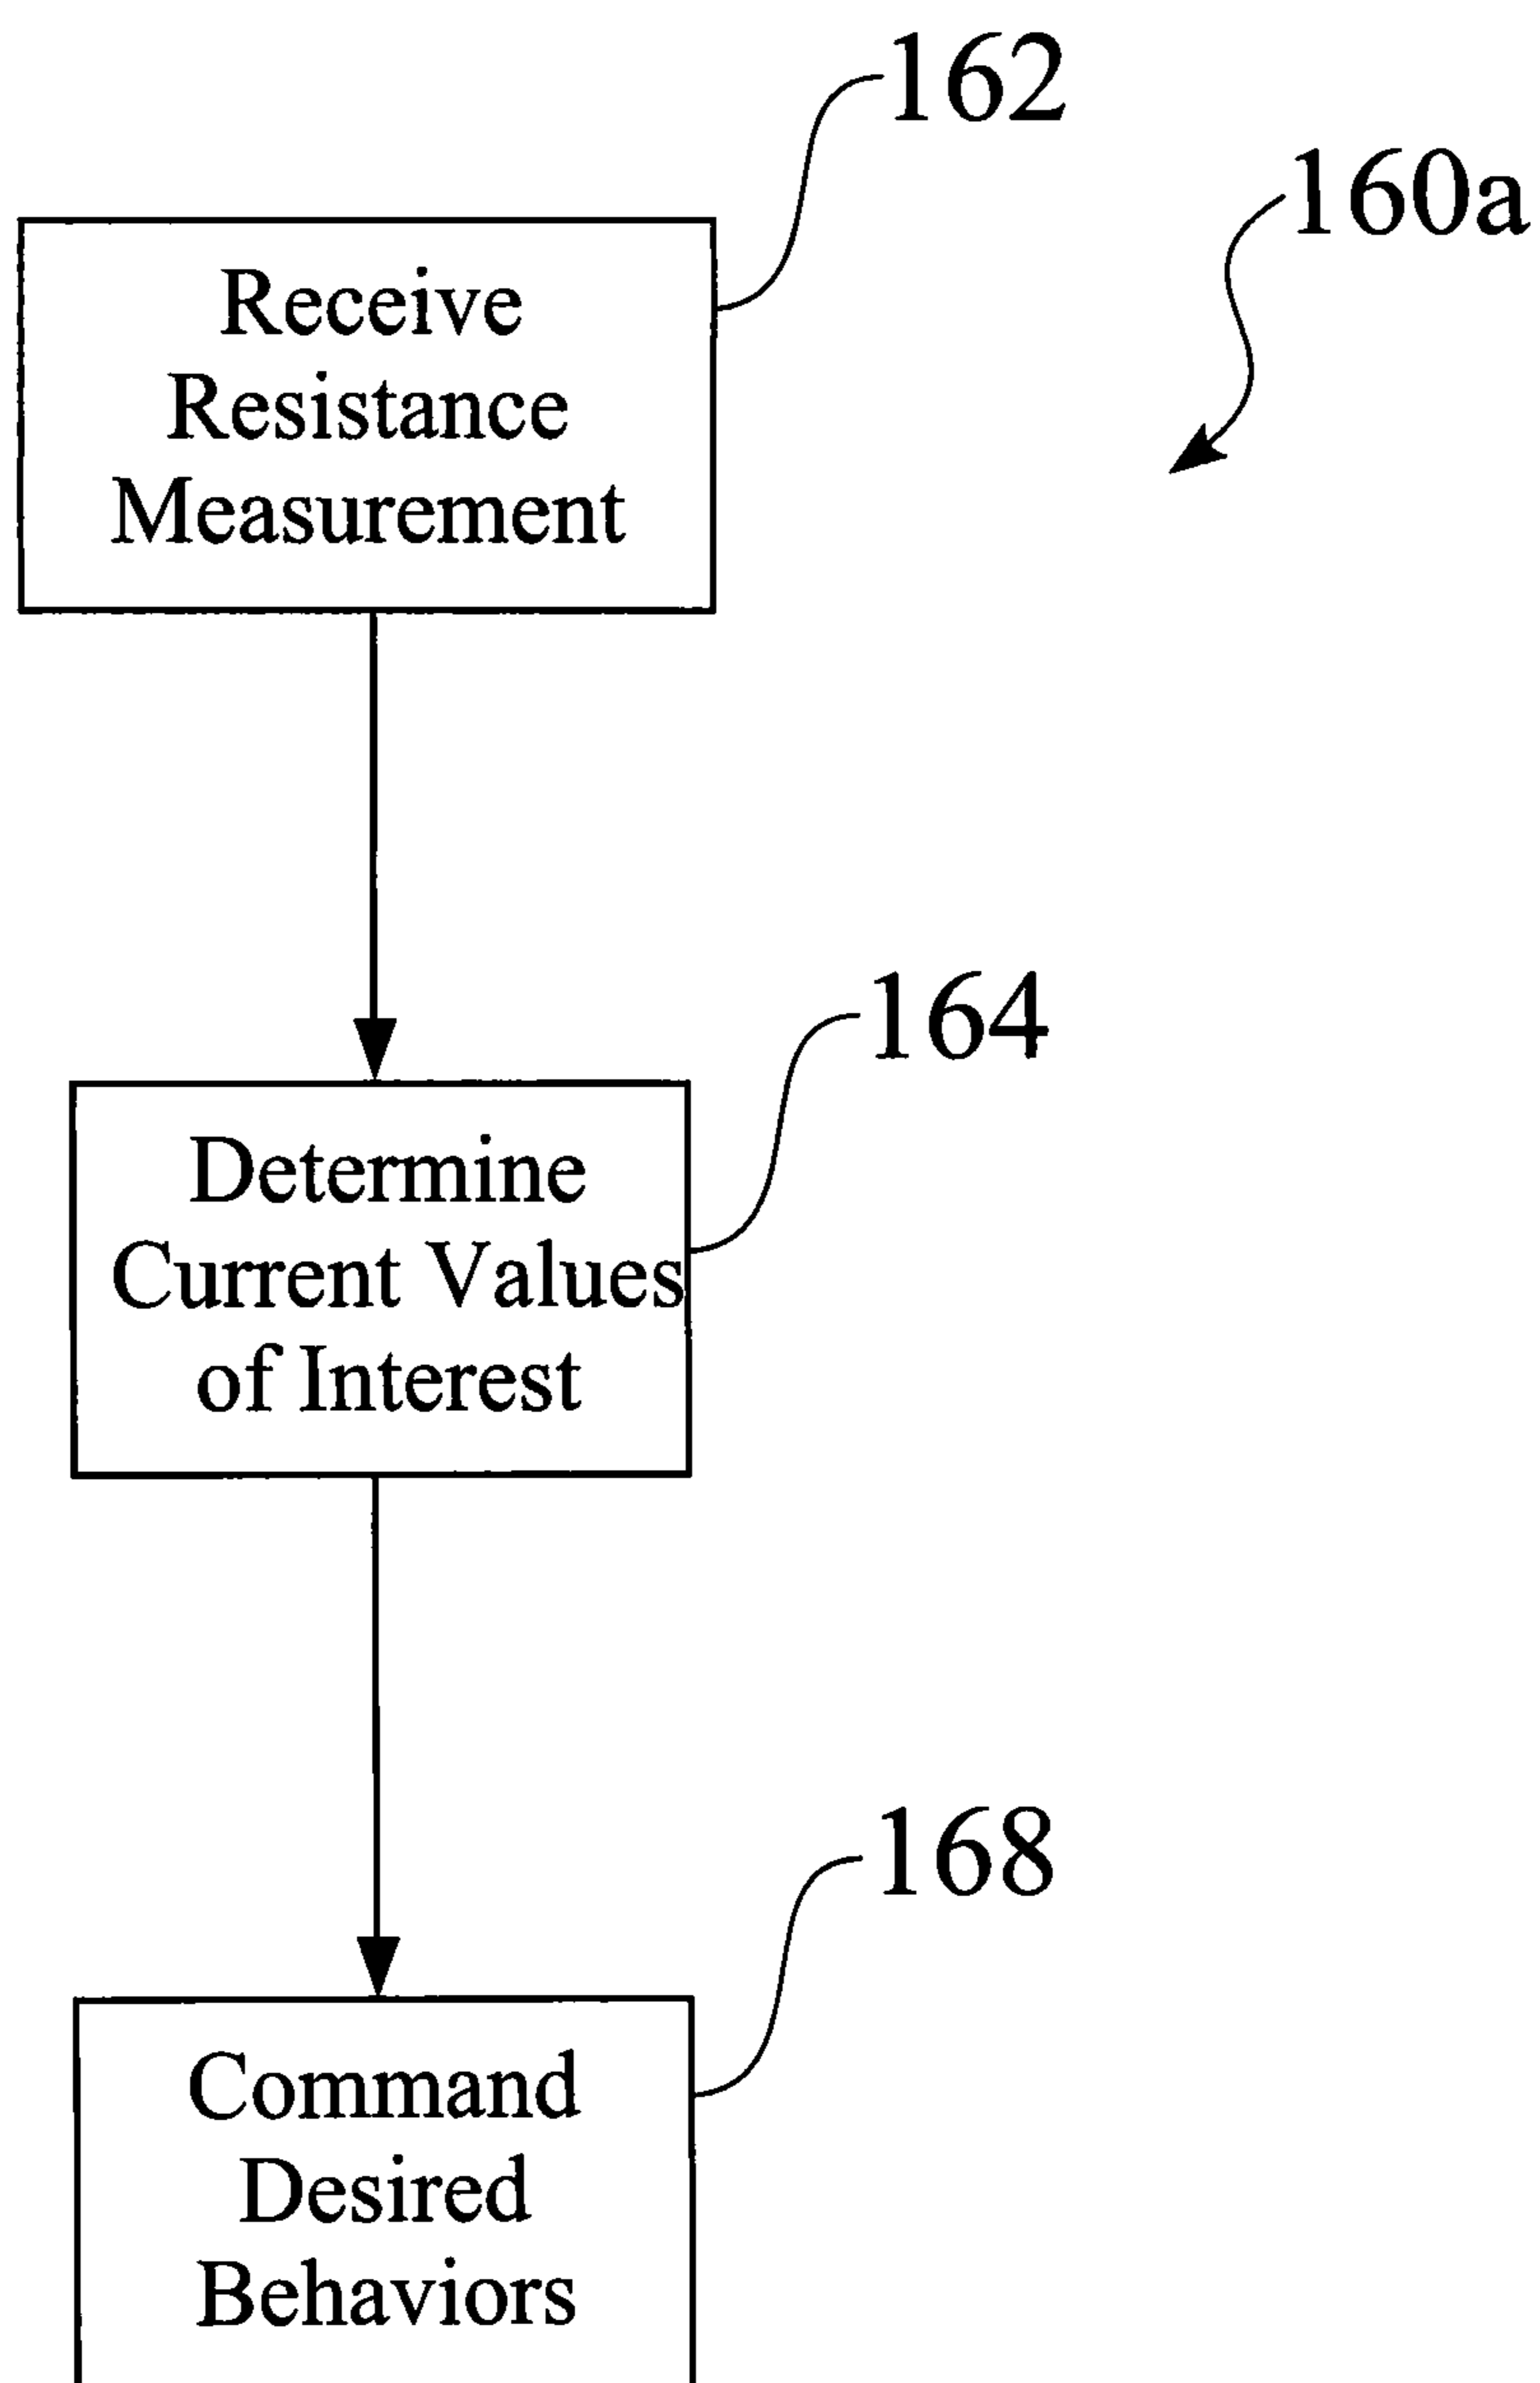 162
160a
Receive
Resistance
Measurement
164
Determine
Current Values
of Interest
168
Command
Desired
Behaviors